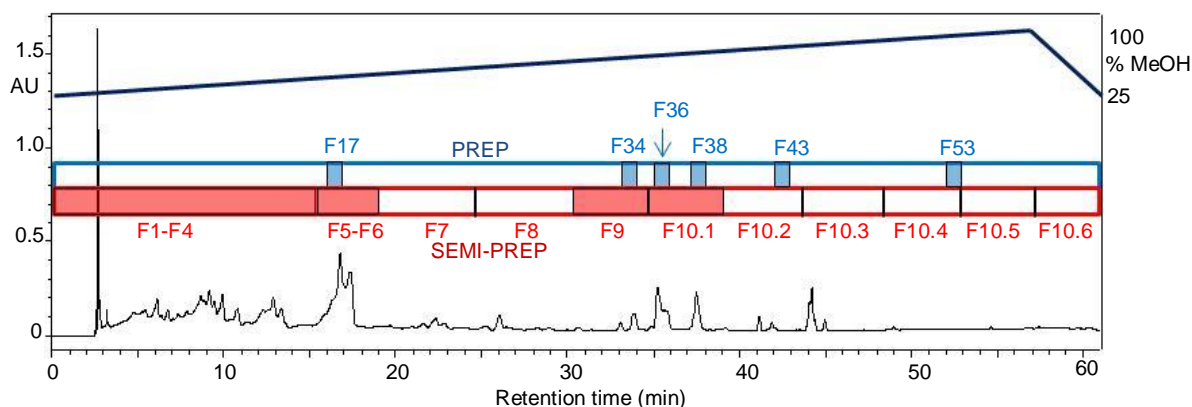 1.5
AU
1.0
0.5
0
100
% MeOH
25
F36
F17
PREP
F34
F38
F43
F53
F1-F4
F5-F6
F7
F8
F9
F10.1
F10.2
F10.3
F10.4
F10.5
F10.6
SEMI-PREP
0
10
20
30
40
50
60
Retention time (min)